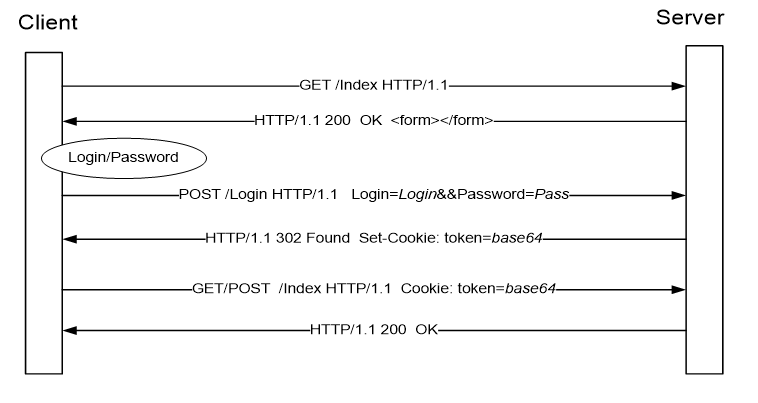 Client
Server
GET /Index HTTP/1.1
HTTP/1.1 200 OK <form></form>
Login/Password
POST /Login HTTP/1.1 Login=Login&&Password=Pass
HTTP/1.1 302 Found Set-Cookie: token=base64
GET/POST /Index HTTP/1.1 Cookie: token=base64
HTTP/1.1 200 OK